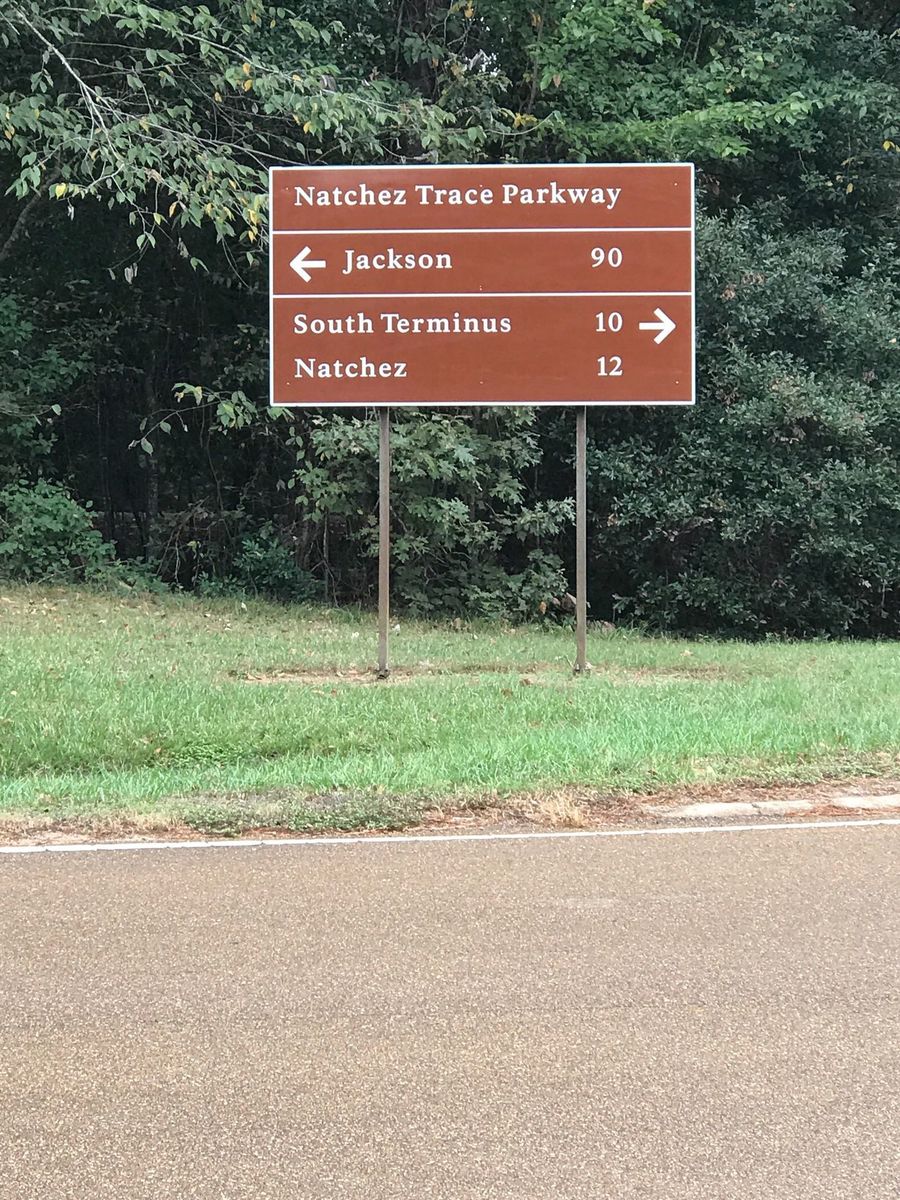 Natchez Trace Parkway
← Jackson 90
South Terminus 10 →
Natchez 12